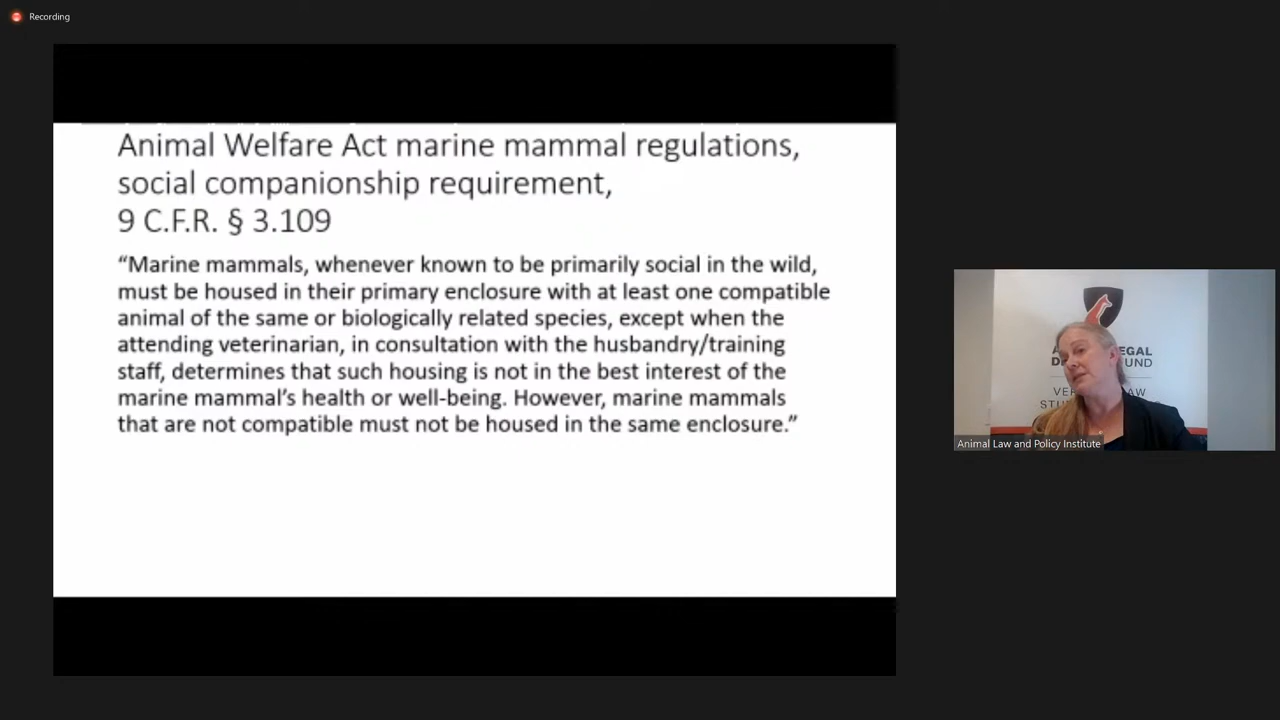 Recording
Animal Welfare Act marine mammal regulations,
social companionship requirement,
9 C.F.R. § 3.109
“Marine mammals, whenever known to be primarily social in the wild,
must be housed in their primary enclosure with at least one compatible
animal of the same or biologically related species, except when the
attending veterinarian, in consultation with the husbandry/training
staff, determines that such housing is not in the best interest of the
marine mammal’s health or well-being. However, marine mammals
that are not compatible must not be housed in the same enclosure.”
Animal Law and Policy Institute